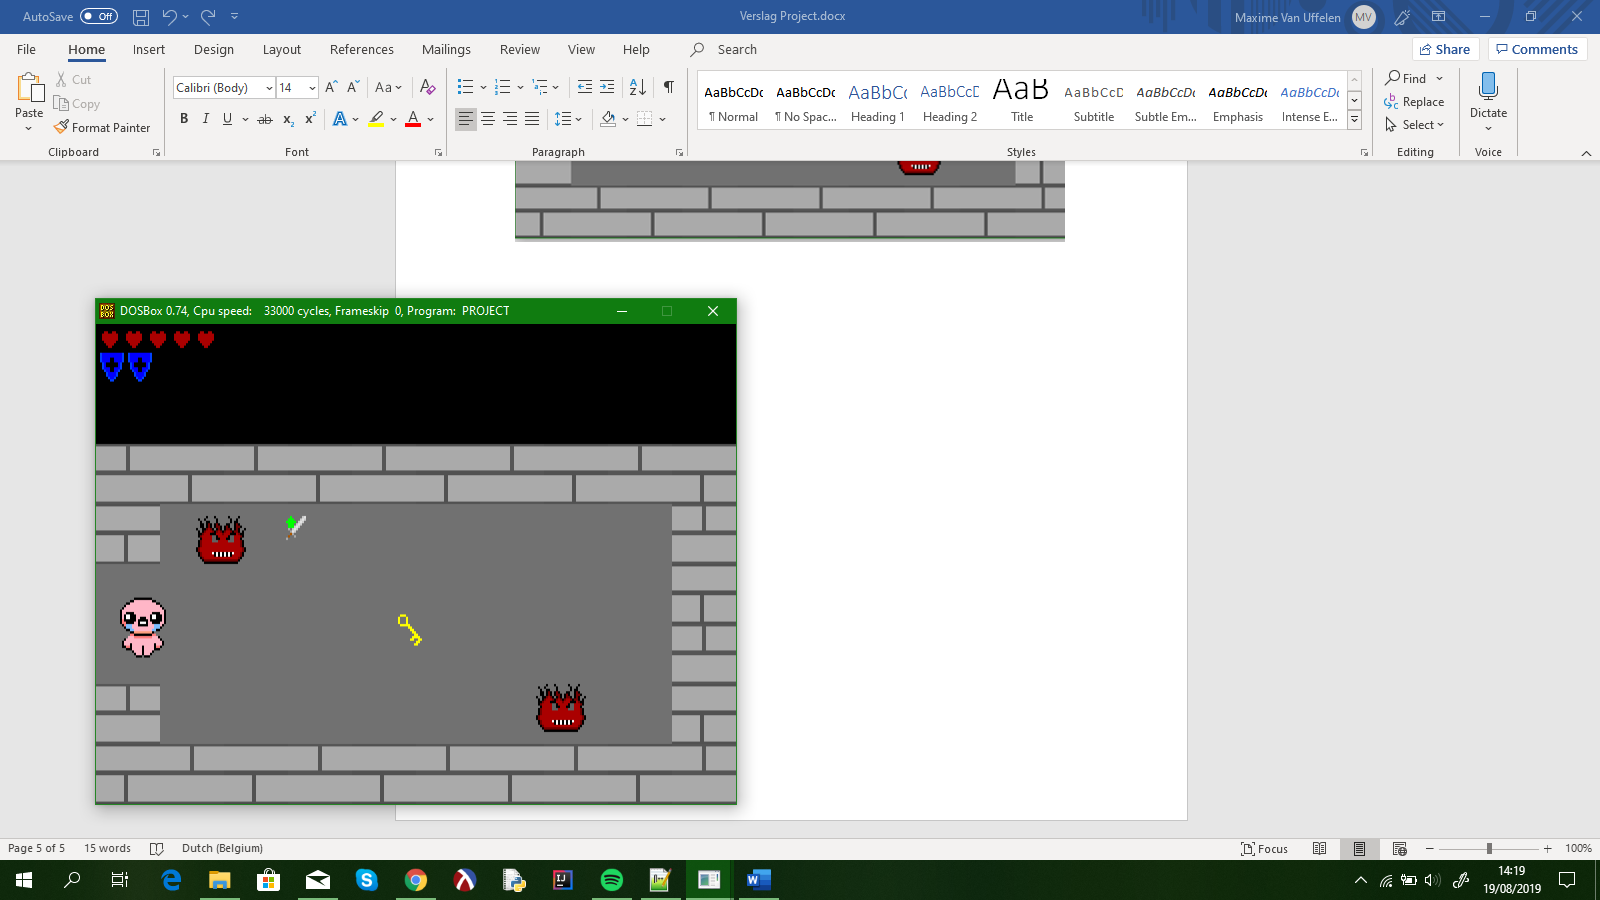 AutoSave Off
Verslag Project.docx
Maxime Van Uffelen MV
File Home Insert Design Layout References Mailings Review View Help Search
Share Comments
Paste
Cut
Copy
Format Painter
Clipboard
Calibri (Body) 14
Font
Paragraph
AaBbCcDc AaBbCcDc AaBbCc AaBbCcD AaB AaBbCcD AaBbCcDc AaBbCcDc AaBbCcDc
¶ Normal ¶ No Spac... Heading 1 Heading 2 Title Subtitle Subtle Em... Emphasis Intense E...
Styles
Find
Replace
Select
Editing
Dictate
Voice
DOS BOX
DOSBox 0.74, Cpu speed: 33000 cycles, Frameskip 0, Program: PROJECT
Page 5 of 5 15 words Dutch (Belgium)
Focus
100%
14:19
19/08/2019